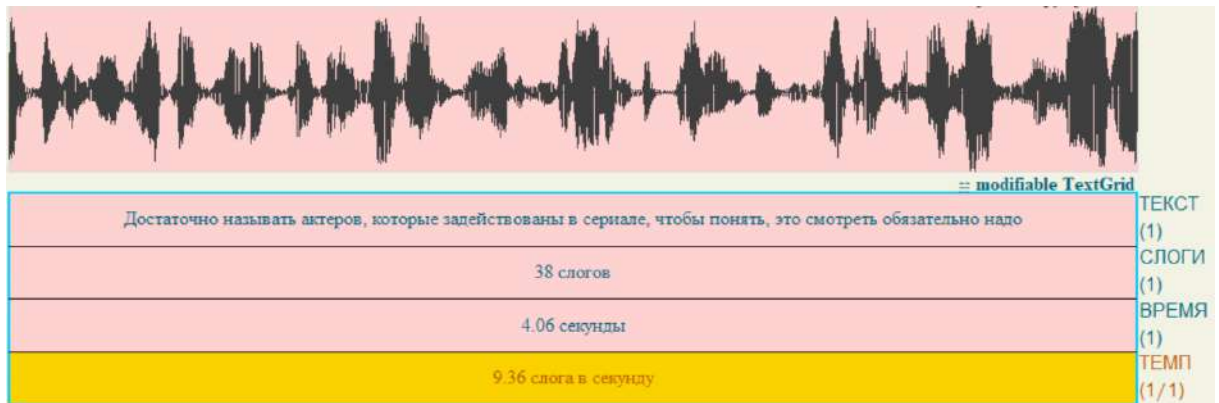 :: modifiable TextGrid
Достаточно называть актеров, которые задействованы в сериале, чтобы понять, это смотреть обязательно надо
ТЕКСТ
(1)
38 слогов
СЛОГИ
(1)
4.06 секунды
ВРЕМЯ
(1)
9.36 слога в секунду
ТЕМП
(1/1)